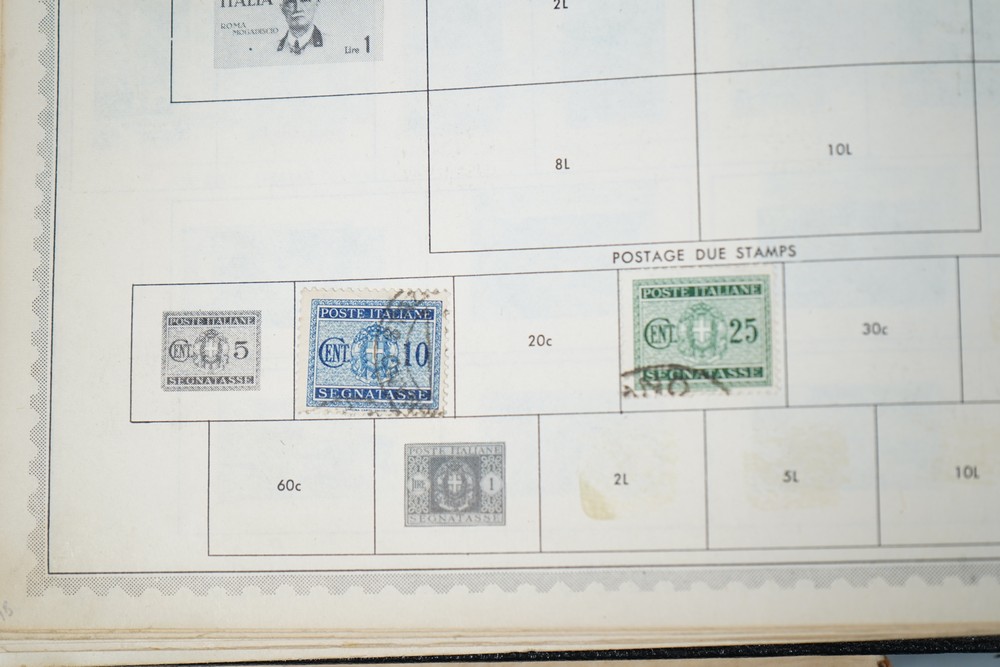 ITALIA
ROMA
MOGADISCIO
Lire 1
2L
8L
10L
POSTAGE DUE STAMPS
POSTE ITALIANE
CENT. 5
SEGNATASSE
POSTE ITALIANE
CENT. 10
SEGNATASSE
20c
POSTE ITALIANE
CENT. 25
SEGNATASSE
30c
60c
POSTE ITALIANE
LIRE 1
SEGNATASSE
2L
5L
10L